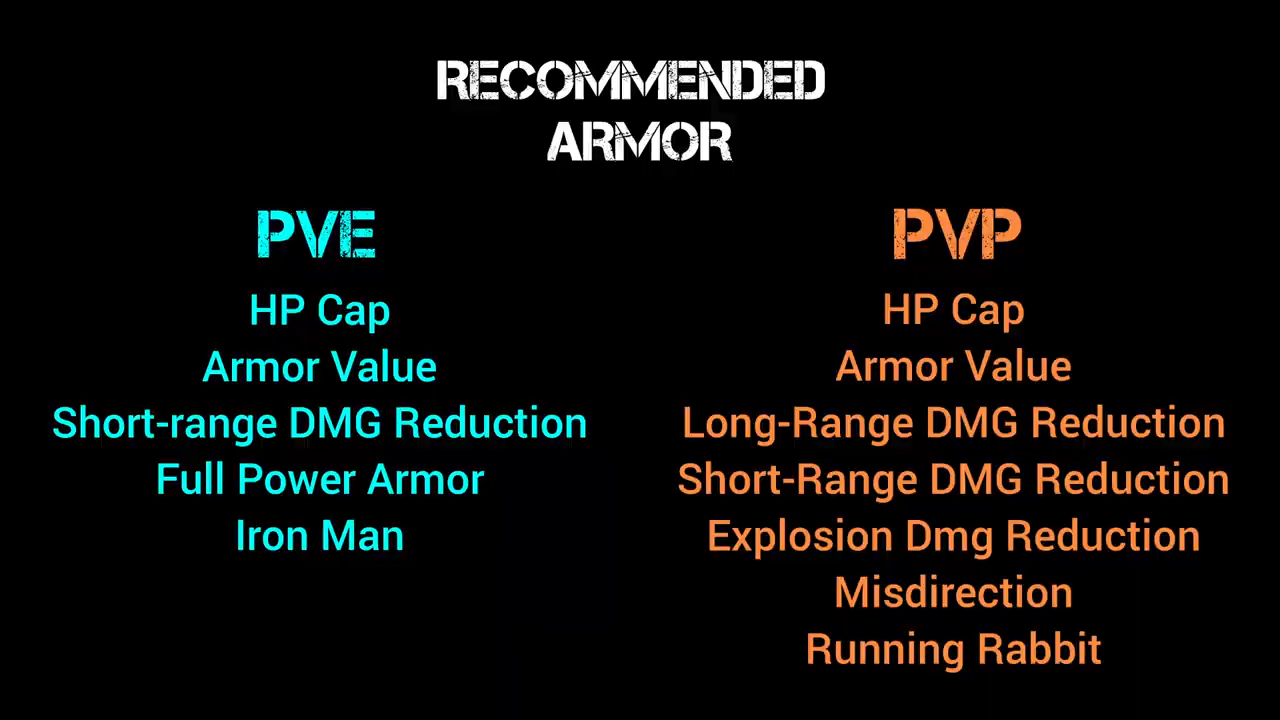 RECOMMENDED
ARMOR
PVE
HP Cap
Armor Value
Short-range DMG Reduction
Full Power Armor
Iron Man
PVP
HP Cap
Armor Value
Long-Range DMG Reduction
Short-Range DMG Reduction
Explosion Dmg Reduction
Misdirection
Running Rabbit